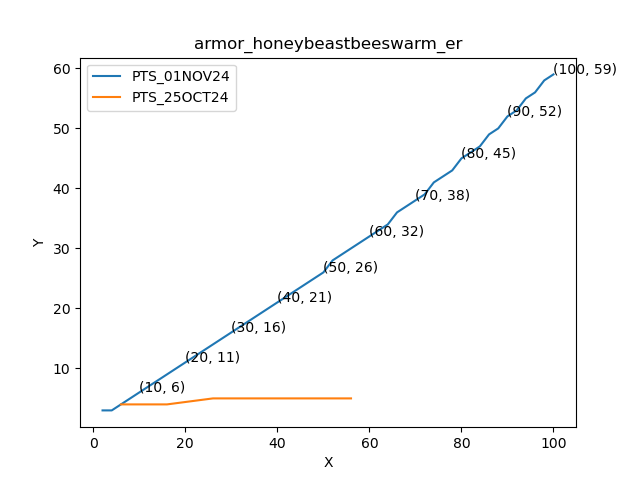 armor_honeybeastbeeswarm_er
PTS_01NOV24
PTS_25OCT24
(100, 59)
(90, 52)
(80, 45)
(70, 38)
(60, 32)
(50, 26)
(40, 21)
(30, 16)
(20, 11)
(10, 6)
60
50
40
30
20
10
Y
0 20 40 60 80 100
X